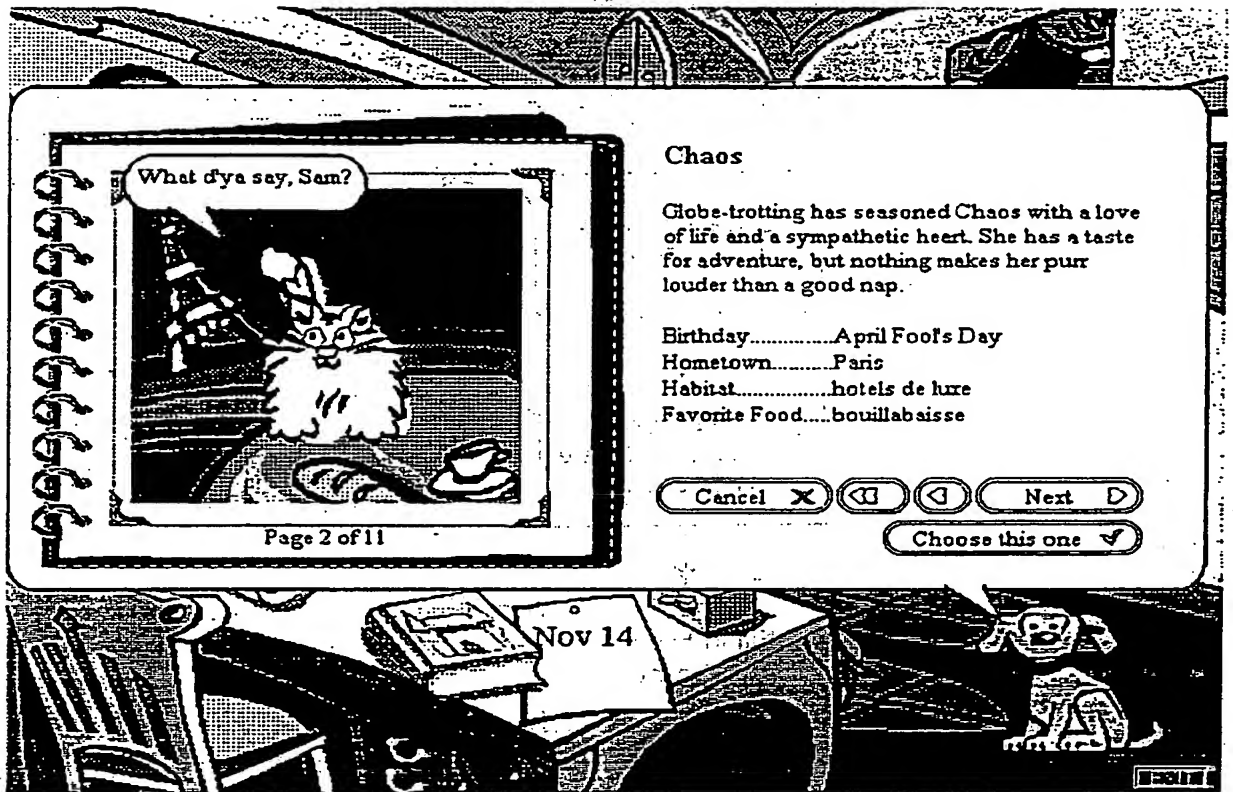 What d'ya say, Sam?
Page 2 of 11
Chaos
Globe-trotting has seasoned Chaos with a love
of life and a sympathetic heart. She has a taste
for adventure, but nothing makes her purr
louder than a good nap.
Birthday...............April Fool's Day
Hometown...........Paris
Habitat..................hotels de luxe
Favorite Food.....bouillabaisse
Cancel
Next
Choose this one
Nov 14